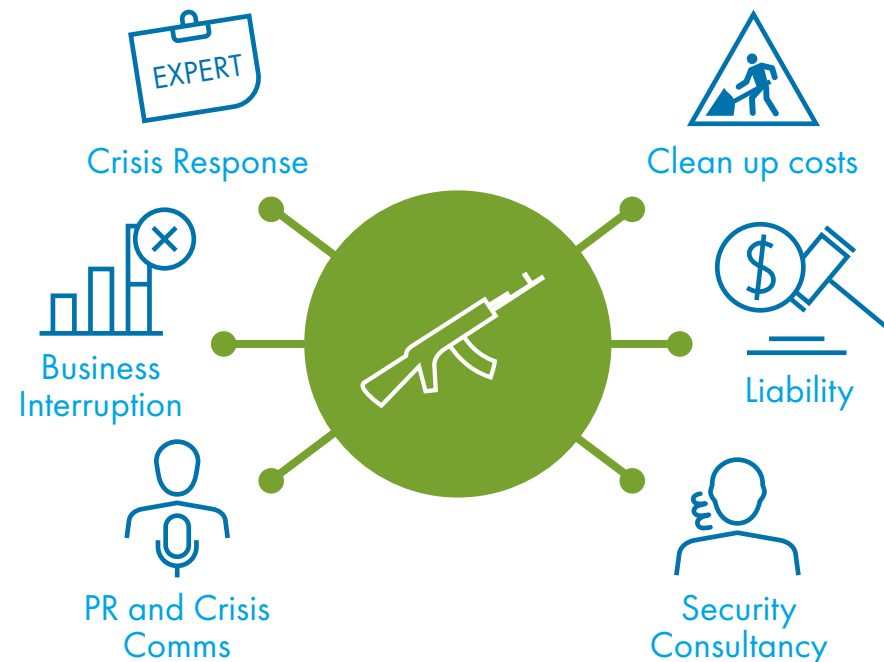 EXPERT
Crisis Response
Clean up costs
$
Business
Interruption
Liability
PR and Crisis
Comms
Security
Consultancy